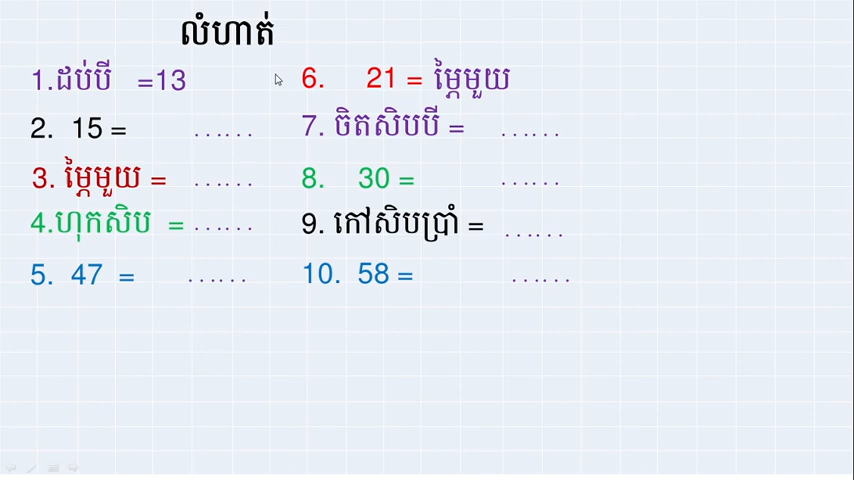 លំហាត់
1.ដប់បី =13
2. 15 = ……
3. ម្ភៃមួយ = ……
4.ហុកសិប = ……
5. 47 = ……
6. 21 = ម្ភៃមួយ
7. ចិតសិបបី = ……
8. 30 = ……
9. កៅសិបប្រាំ = ……
10. 58 = ……